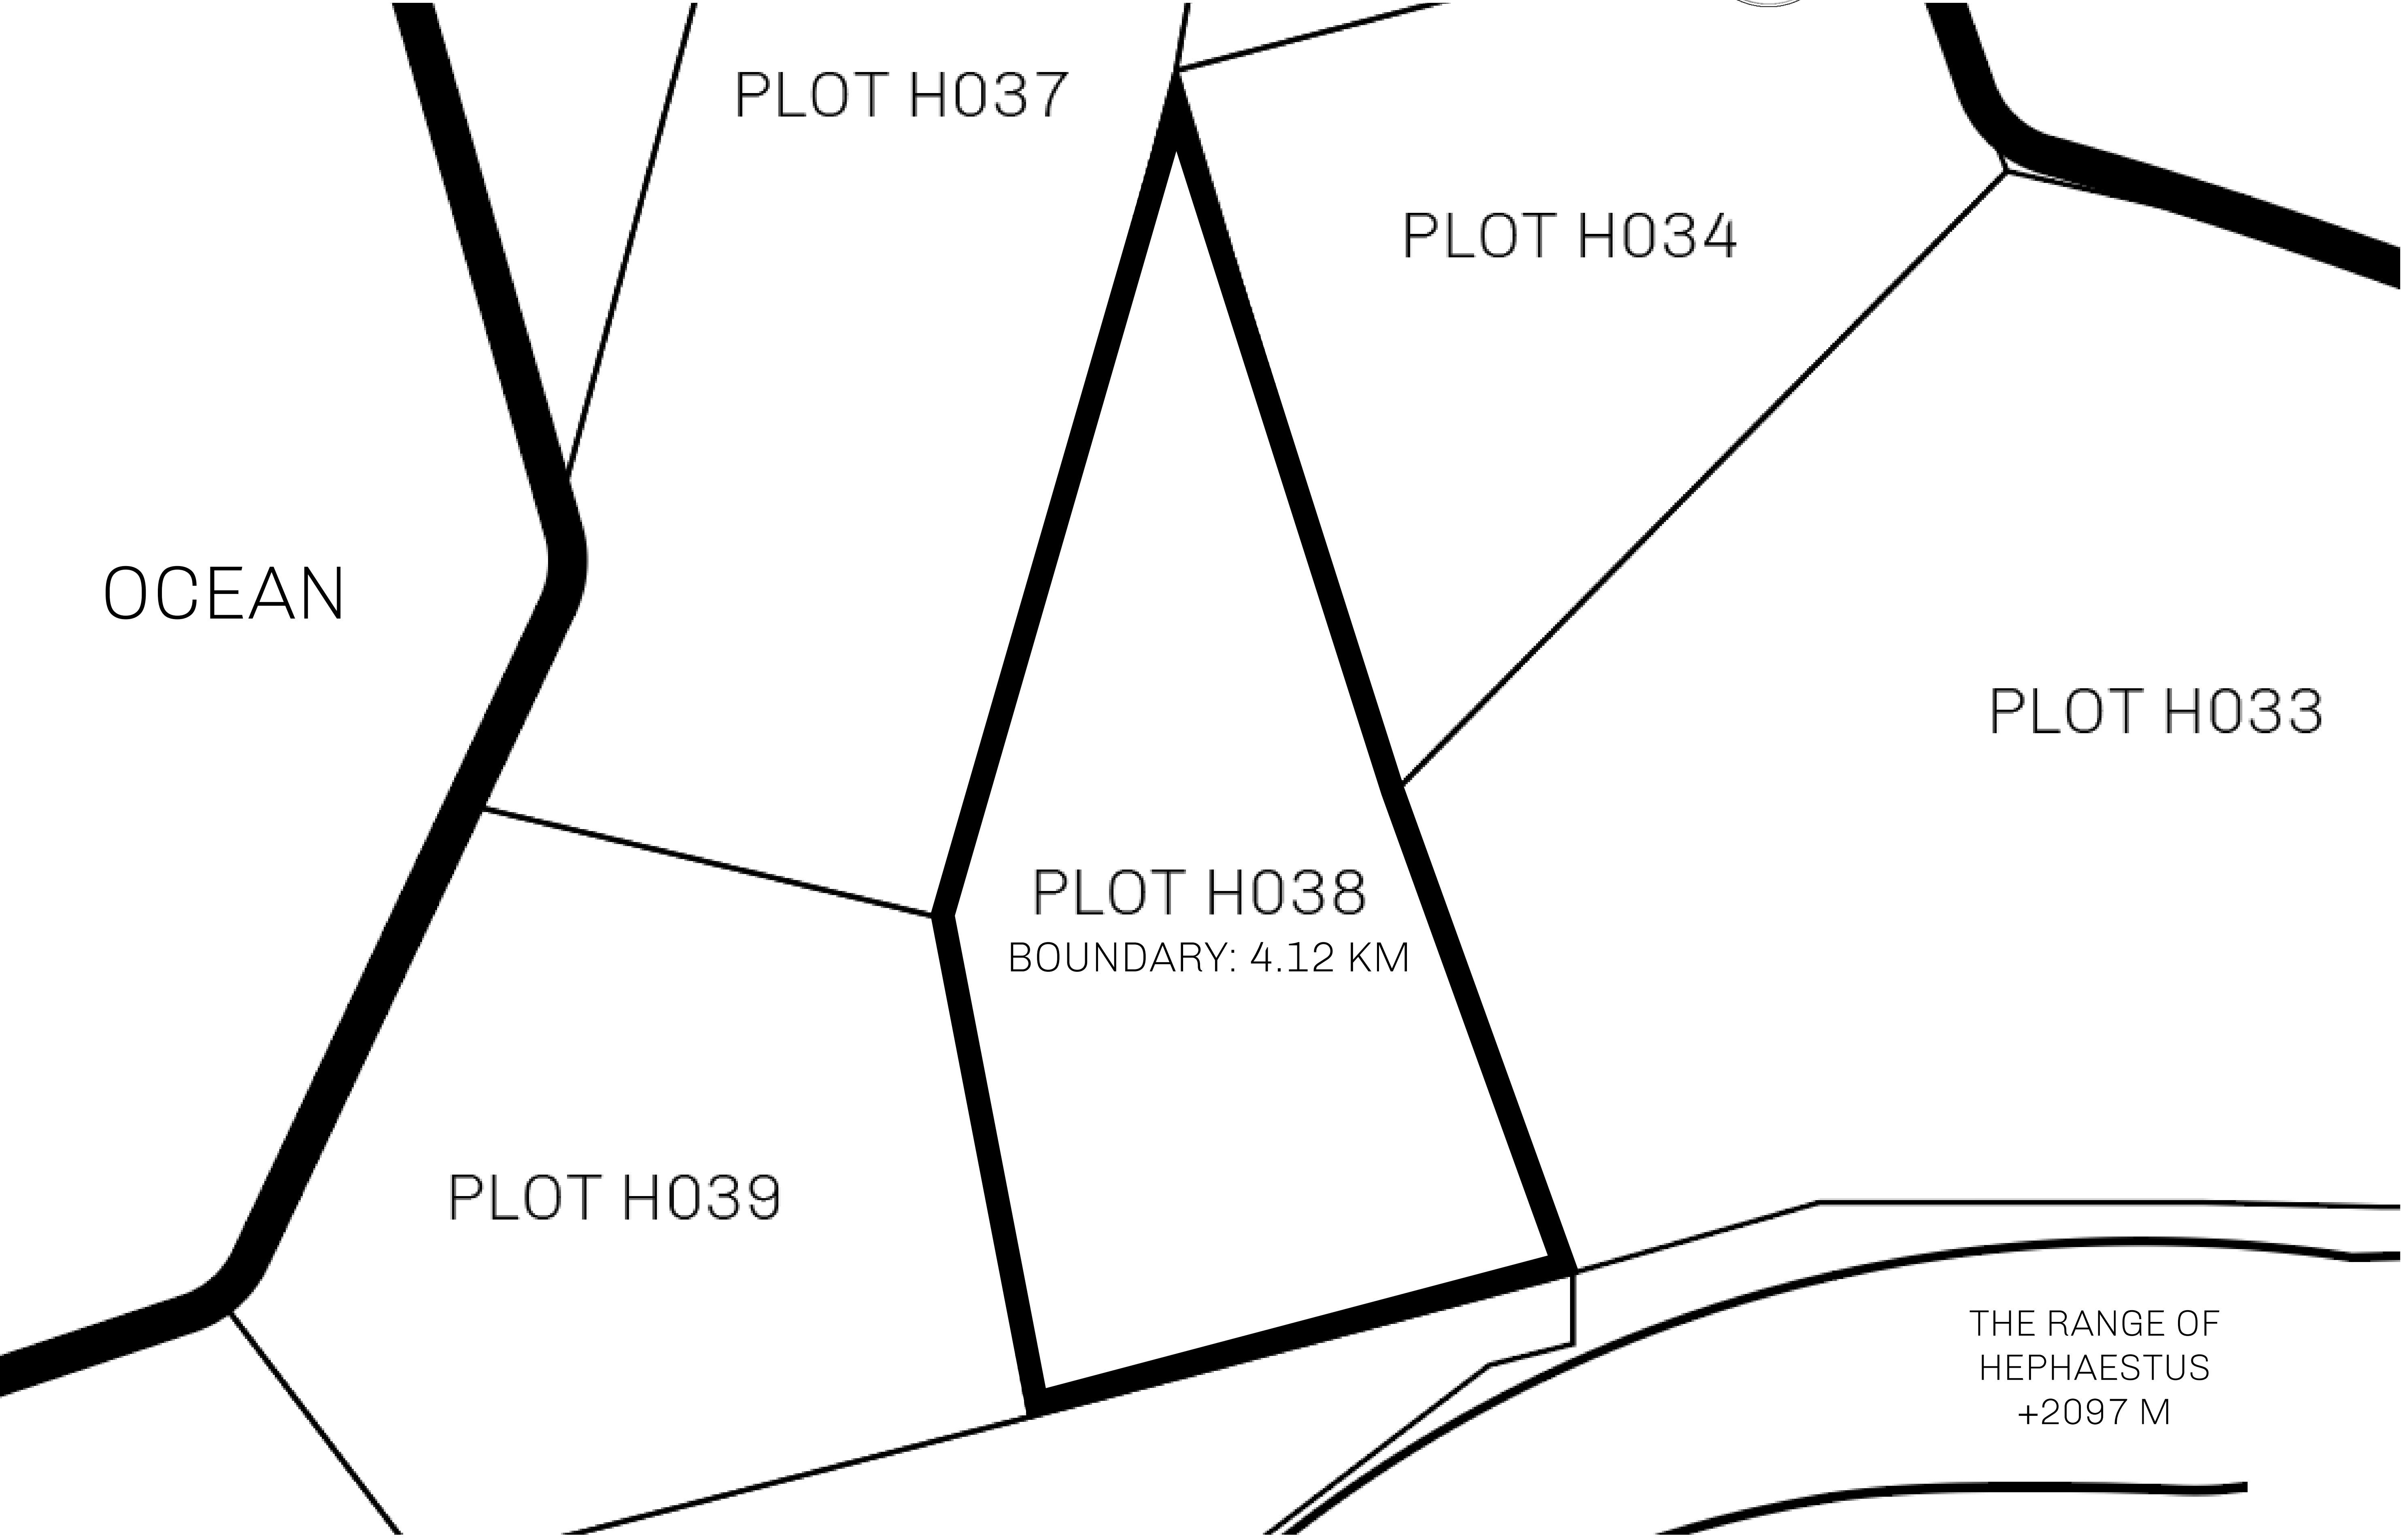 PLOT H037
PLOT H034
OCEAN
PLOT H033
PLOT H038
BOUNDARY: 4.12 KM
PLOT H039
THE RANGE OF
HEPHAESTUS
+2097 M